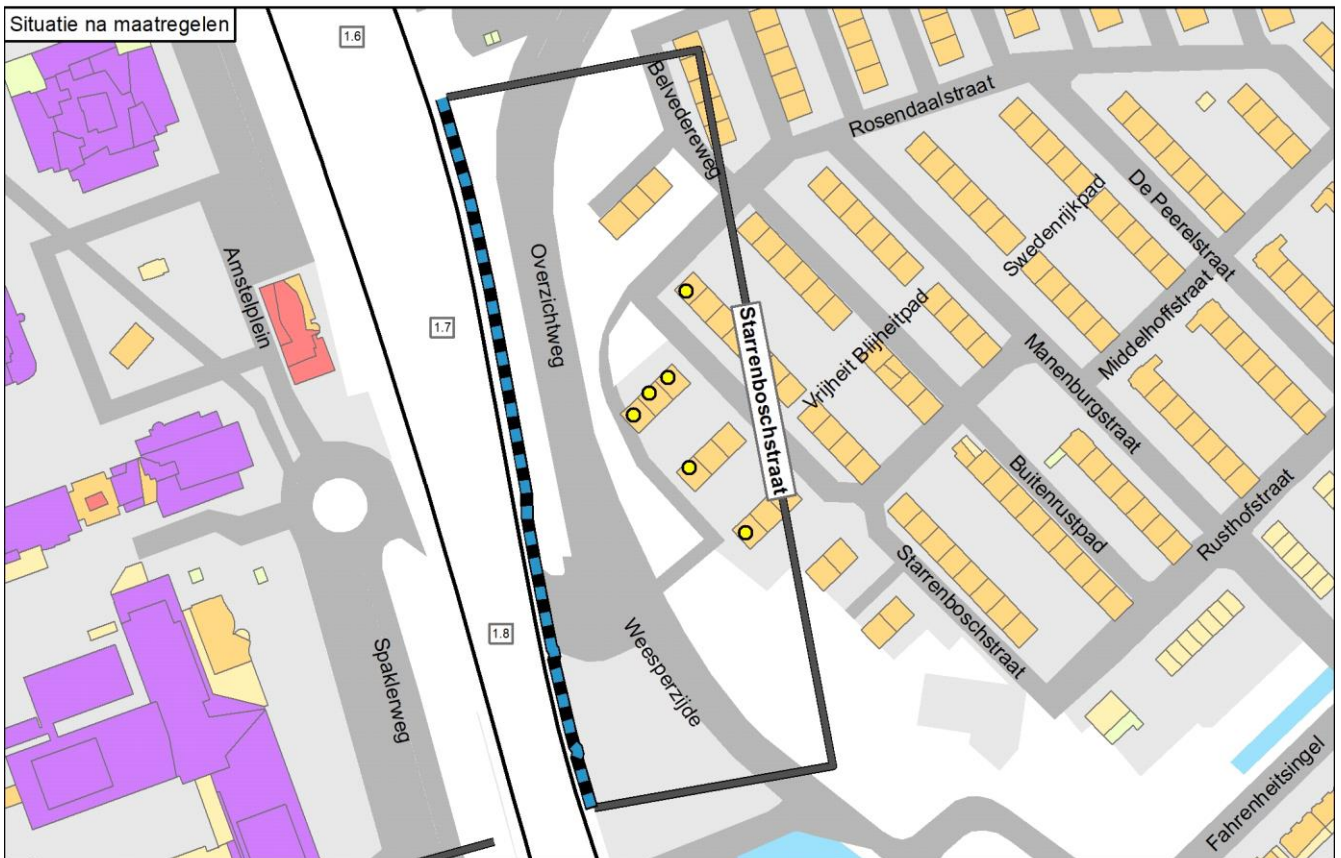 Situatie na maatregelen
1.6
Belvedereweg
Rosendaalstraat
Swedenrijkpad
De Peerelstraat
Amstelplein
Overzichtweg
1.7
Starrenboschstraat
Vrijheit Blijheitpad
Middelhoffstraat
Manenburgstraat
Buitenrustpad
Rusthofstraat
1.8
Spaklerweg
Weesperzijde
Starrenboschstraat
Fahrenheitsingel